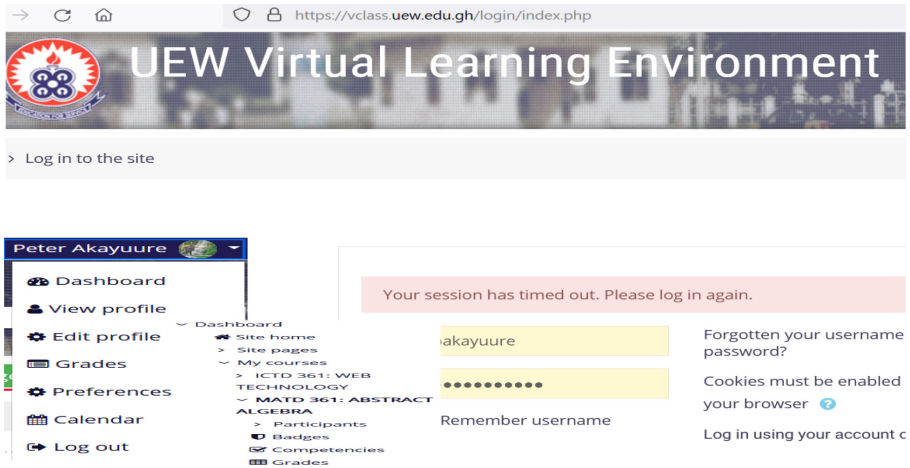 https://vclass.uew.edu.gh/login/index.php
UEW Virtual Learning Environment
EDUCATION FOR SERVICE
> Log in to the site
Peter Akayuure
Dashboard
View profile
Edit profile
Grades
Preferences
Calendar
Log out
Dashboard
Site home
> Site pages
My courses
> ICTD 361: WEB
TECHNOLOGY
MATD 361: ABSTRACT
ALGEBRA
> Participants
Badges
Competencies
Grades
Your session has timed out. Please log in again.
akayuure
Remember username
Forgotten your username
password?
Cookies must be enabled
your browser
Log in using your account